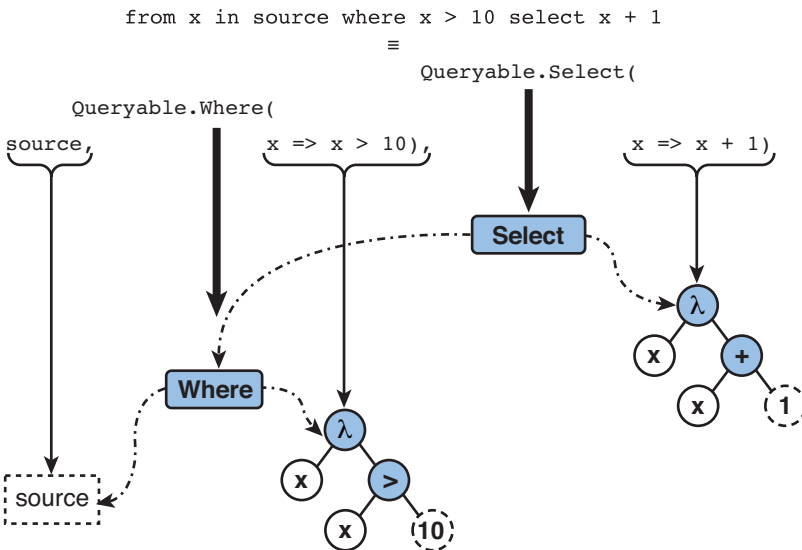 from x in source where x > 10 select x + 1
≡
Queryable.Select(
Queryable.Where(
source, x => x > 10), x => x + 1)
Select
λ
x +
Where
x 1
λ
x >
source
x 10